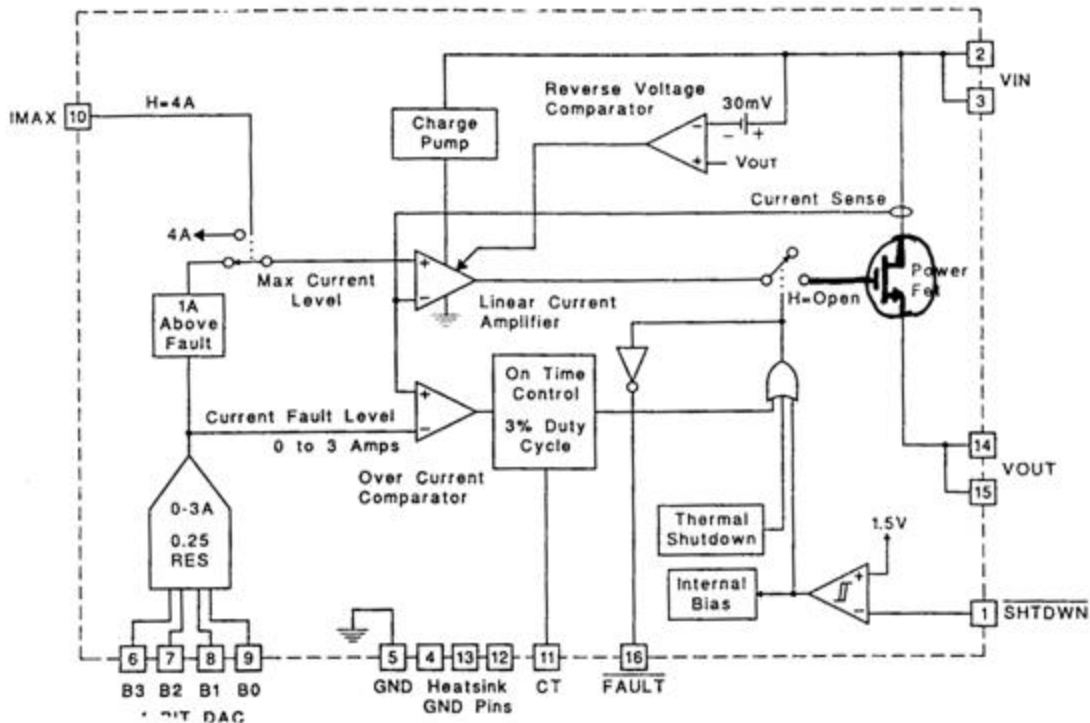 IMAX
10
H=4A
Charge
Pump
Reverse Voltage
Comparator
30mV
−
+
−
+
VOUT
2
VIN
3
Current Sense
4A
Max Current
Level
+
−
Linear Current
Amplifier
H=Open
Power
Fet
1A
Above
Fault
Current Fault Level
0 to 3 Amps
+
−
Over Current
Comparator
On Time
Control
3% Duty
Cycle
14
VOUT
15
0-3A
0.25
RES
Thermal
Shutdown
Internal
Bias
1.5V
+
−
1
SHTDWN
6
7
8
9
5
4
13
12
11
16
B3 B2 B1 B0
GND Heatsink
GND Pins
CT
FAULT
BIT DAC